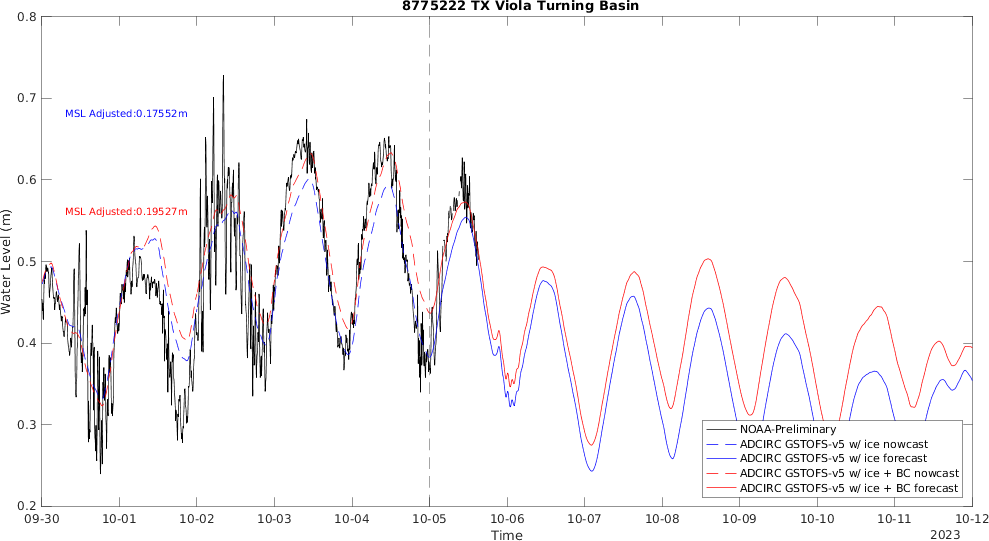 8775222 TX Viola Turning Basin
0.8
0.7
0.6
0.5
0.4
0.3
0.2
Water Level (m)
MSL Adjusted:0.17552m
MSL Adjusted:0.19527m
NOAA-Preliminary
ADCIRC GSTOFS-v5 w/ ice nowcast
ADCIRC GSTOFS-v5 w/ ice forecast
ADCIRC GSTOFS-v5 w/ ice + BC nowcast
ADCIRC GSTOFS-v5 w/ ice + BC forecast
09-30 10-01 10-02 10-03 10-04 10-05 10-06 10-07 10-08 10-09 10-10 10-11 10-12
Time
2023